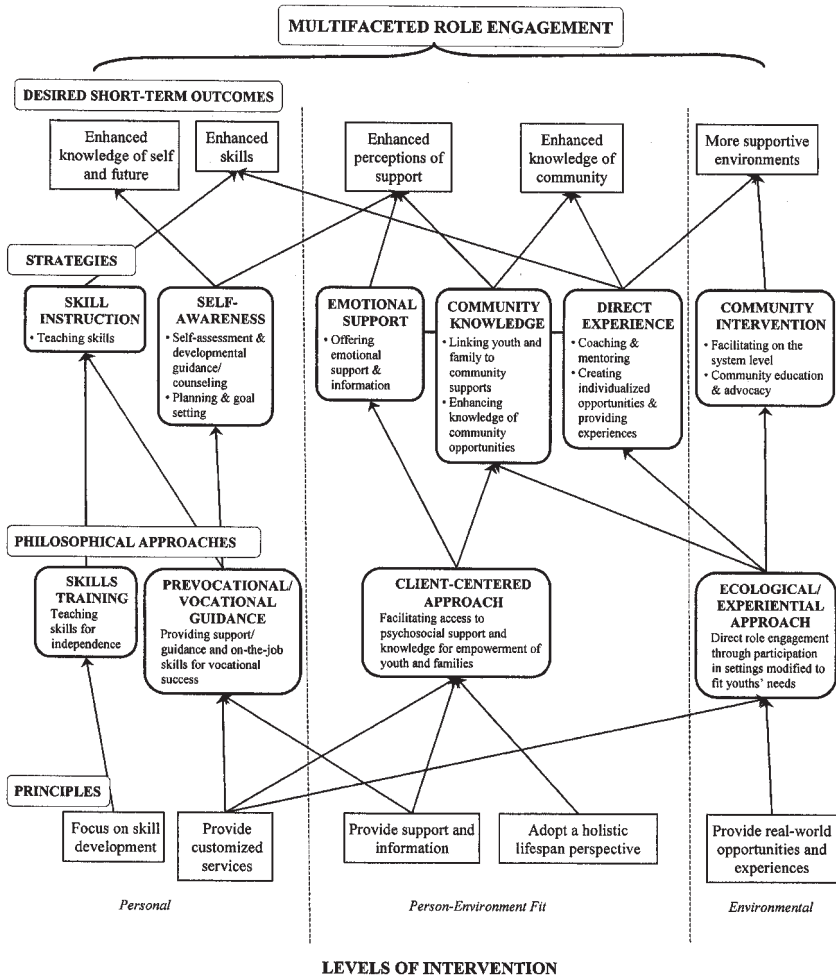 MULTIFACETED ROLE ENGAGEMENT
DESIRED SHORT-TERM OUTCOMES
Enhanced
knowledge of self
and future
Enhanced
skills
Enhanced
perceptions of
support
Enhanced
knowledge of
community
More supportive
environments
STRATEGIES
SKILL
INSTRUCTION
• Teaching skills
SELF-
AWARENESS
• Self-assessment &
developmental
guidance/
counseling
• Planning & goal
setting
EMOTIONAL
SUPPORT
• Offering
emotional
support &
information
COMMUNITY
KNOWLEDGE
• Linking youth and
family to
community
supports
• Enhancing
knowledge of
community
opportunities
DIRECT
EXPERIENCE
• Coaching &
mentoring
• Creating
individualized
opportunities &
providing
experiences
COMMUNITY
INTERVENTION
• Facilitating on the
system level
• Community education
& advocacy
PHILOSOPHICAL APPROACHES
SKILLS
TRAINING
Teaching
skills for
independence
PREVOCATIONAL/
VOCATIONAL
GUIDANCE
Providing support/
guidance and on-the-job
skills for vocational
success
CLIENT-CENTERED
APPROACH
Facilitating access to
psychosocial support and
knowledge for empowerment of
youth and families
ECOLOGICAL/
EXPERIENTIAL
APPROACH
Direct role engagement
through participation
in settings modified to
fit youths' needs
PRINCIPLES
Focus on skill
development
Provide
customized
services
Provide support and
information
Adopt a holistic
lifespan perspective
Provide real-world
opportunities and
experiences
Personal
Person-Environment Fit
Environmental
LEVELS OF INTERVENTION